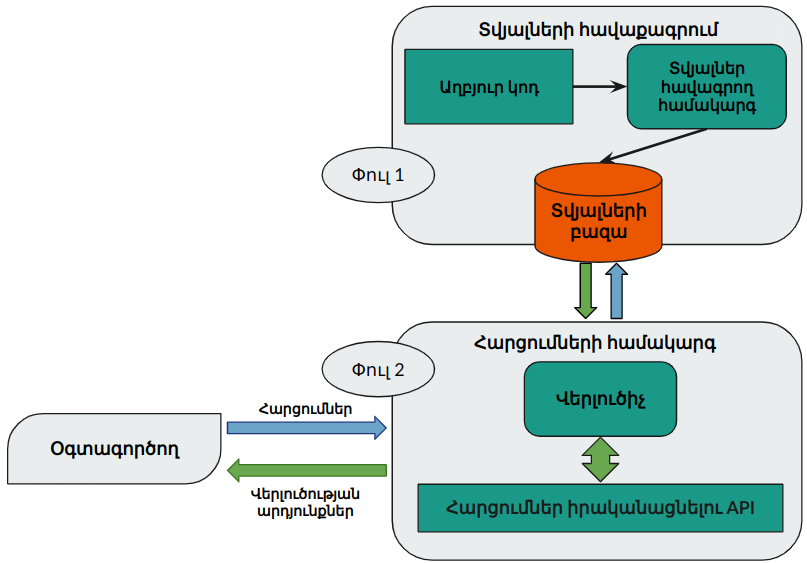 Տվյալների հավաքագրում
Աղբյուր կոդ
Տվյալներ
հավագրող
համակարգ
Փուլ 1
Տվյալների
բազա
Հարցումների համակարգ
Փուլ 2
Վերլուծիչ
Հարցումներ
Օգտագործող
Վերլուծության
արդյունքներ
Հարցումներ իրականացնելու API